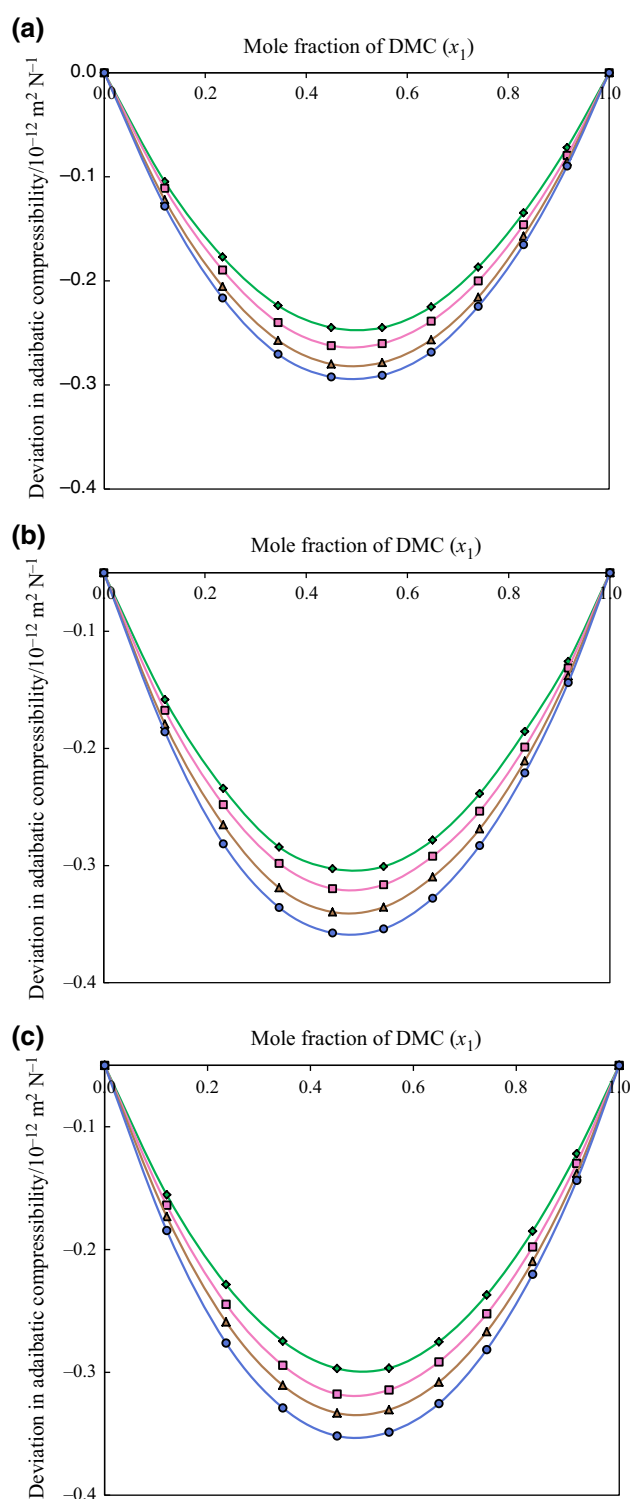 (a)
Mole fraction of DMC (x₁)
0.0
0.0 0.2 0.4 0.6 0.8 1.0
–0.1
–0.2
–0.3
–0.4
Deviation in adaibatic compressibility/10⁻¹² m² N⁻¹
(b)
Mole fraction of DMC (x₁)
0.0 0.2 0.4 0.6 0.8 1.0
–0.1
–0.2
–0.3
–0.4
Deviation in adaibatic compressibility/10⁻¹² m² N⁻¹
(c)
Mole fraction of DMC (x₁)
0.0 0.2 0.4 0.6 0.8 1.0
–0.1
–0.2
–0.3
–0.4
Deviation in adaibatic compressibility/10⁻¹² m² N⁻¹